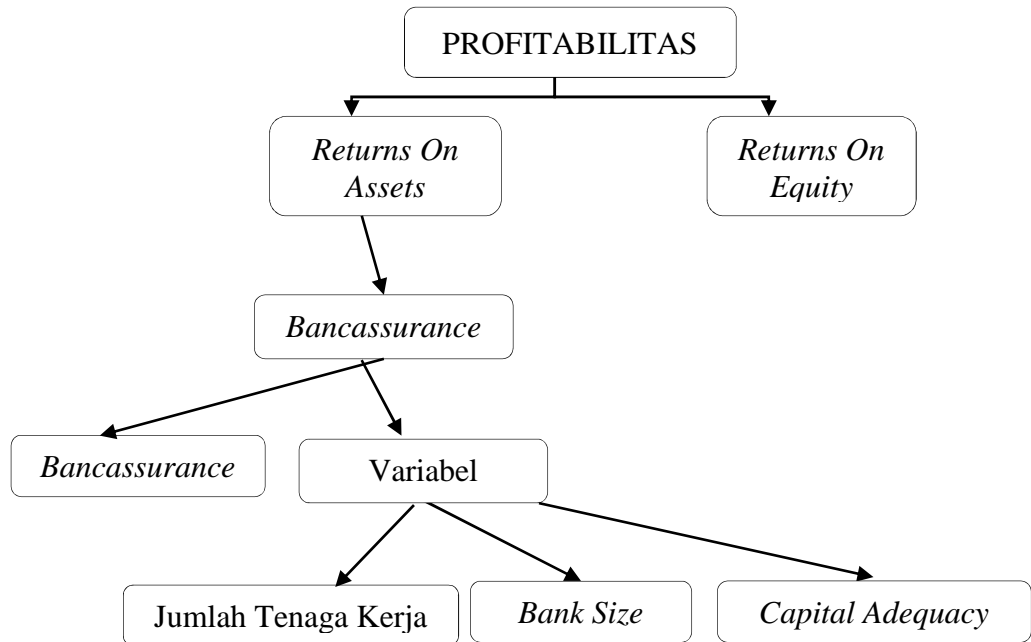 PROFITABILITAS
Returns On
Assets
Returns On
Equity
Bancassurance
Bancassurance
Variabel
Jumlah Tenaga Kerja
Bank Size
Capital Adequacy